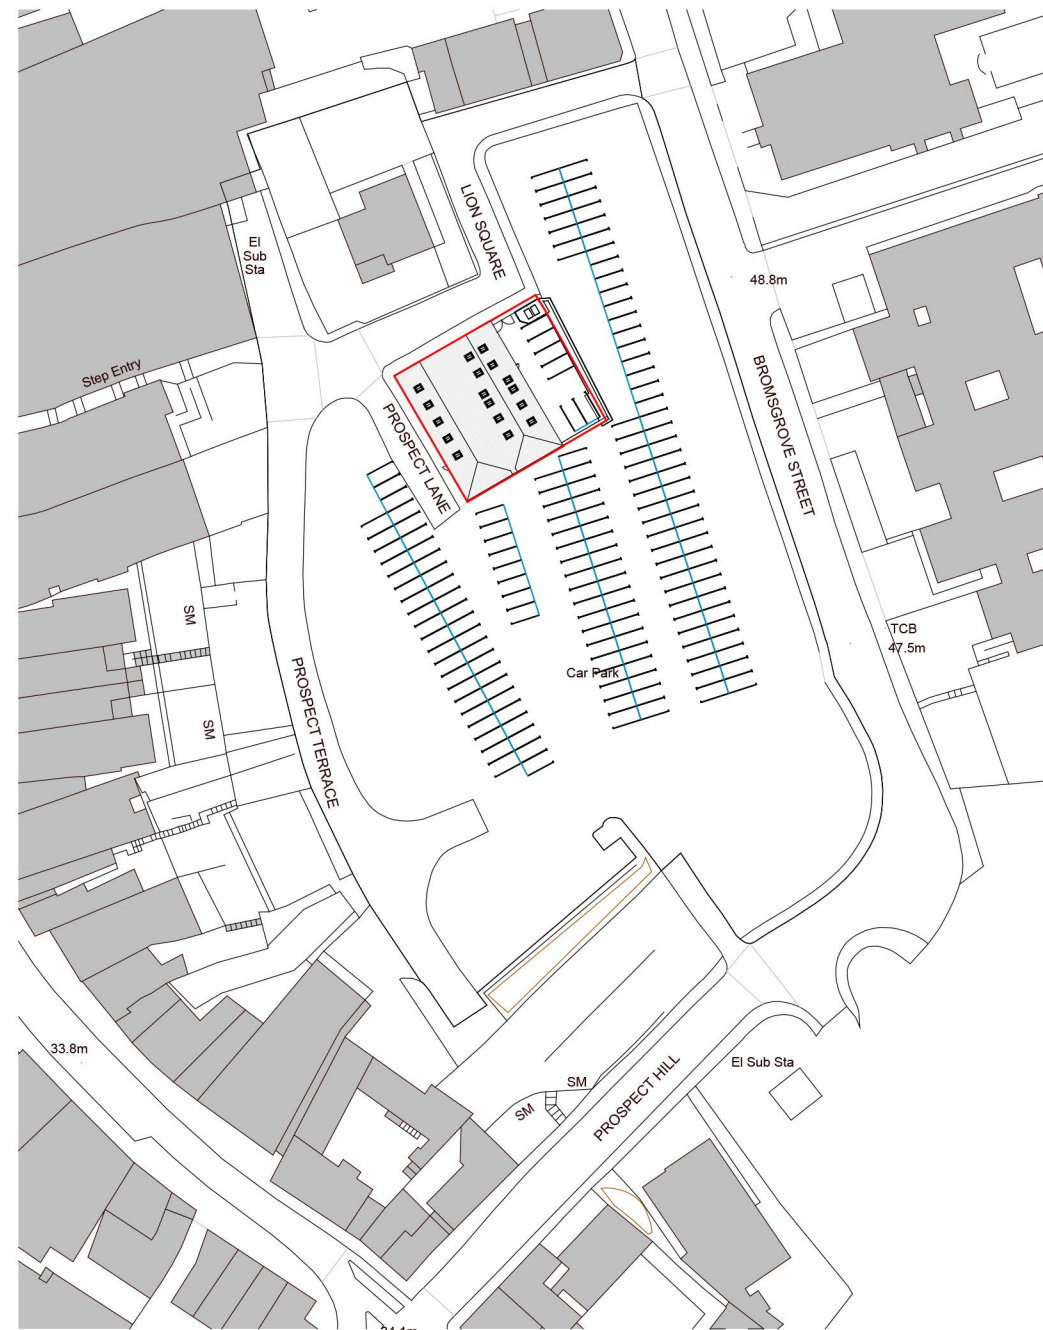 LION SQUARE
El
Sub
Sta
48.8m
Step Entry
PROSPECT LANE
BROMSGROVE STREET
SM
TCB
47.5m
Car Park
PROSPECT TERRACE
SM
33.8m
El Sub Sta
SM
SM
PROSPECT HILL